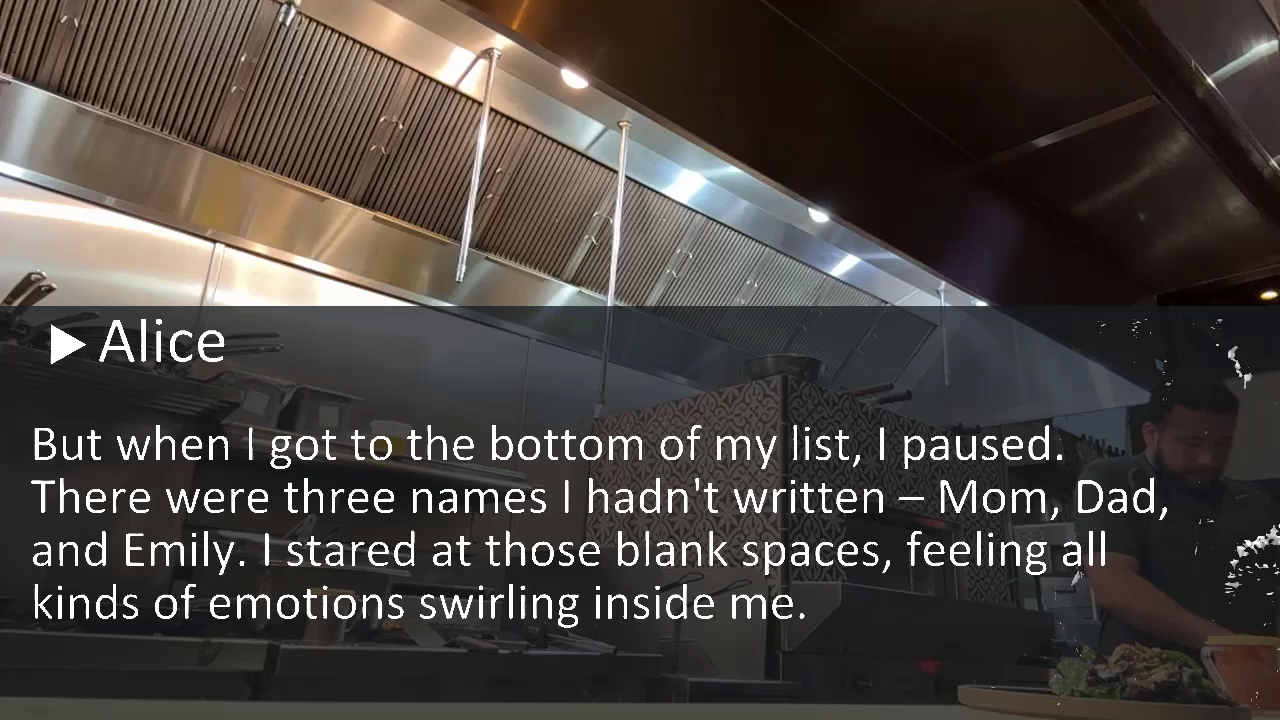 ▶ Alice
But when I got to the bottom of my list, I paused.
There were three names I hadn't written – Mom, Dad,
and Emily. I stared at those blank spaces, feeling all
kinds of emotions swirling inside me.